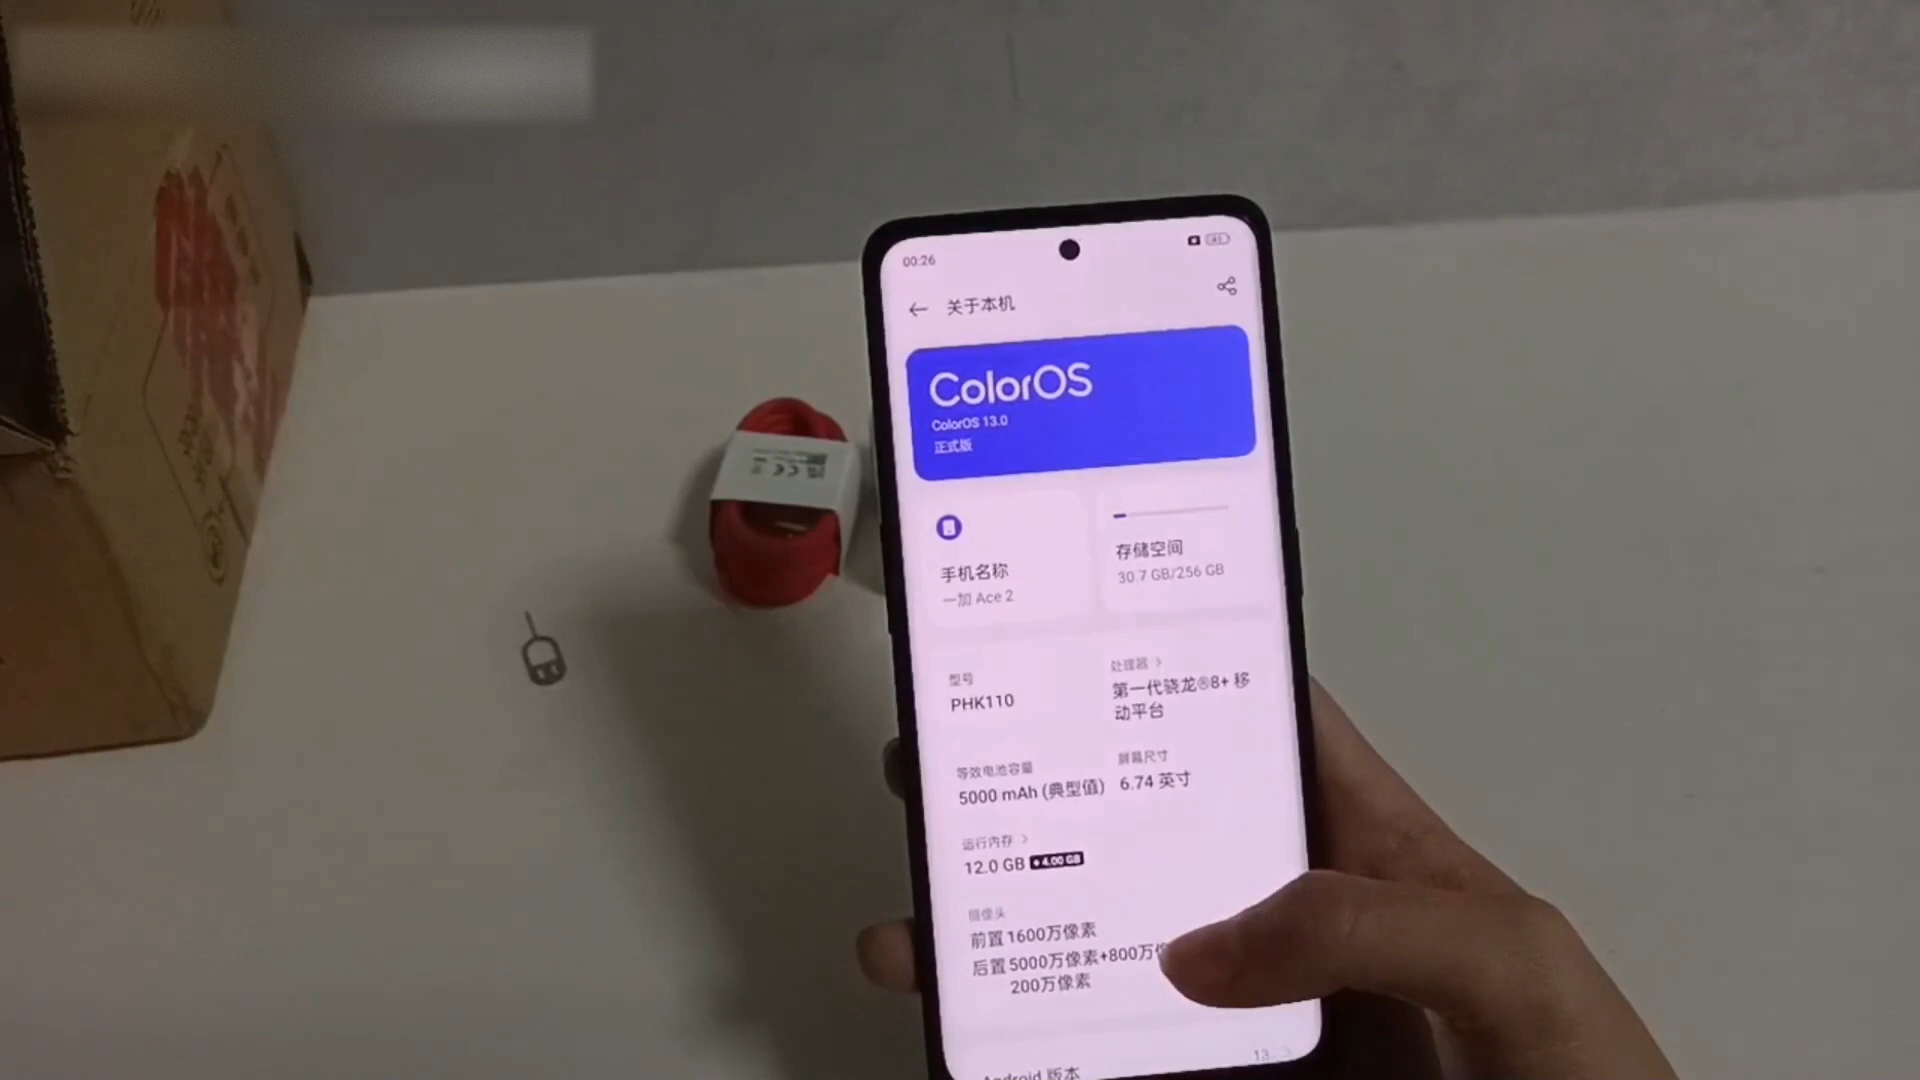 00:26
关于本机
ColorOS
ColorOS 13.0
正式版
手机名称
一加 Ace 2
存储空间
30.7 GB/256 GB
型号
PHK110
处理器
第一代骁龙®8+ 移
动平台
等效电池容量
5000 mAh (典型值)
屏幕尺寸
6.74 英寸
运行内存
12.0 GB + 4.00 GB
摄像头
前置 1600万像素
后置 5000万像素+800万像
200万像素
Android 版本
13